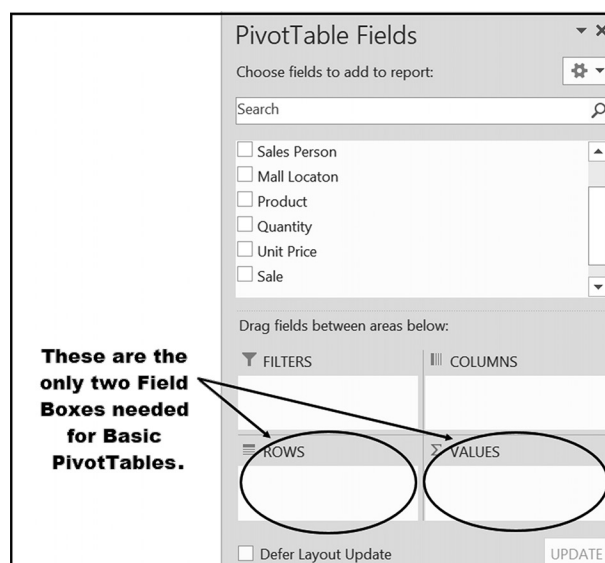 PivotTable Fields
Choose fields to add to report:
Search
Sales Person
Mall Locaton
Product
Quantity
Unit Price
Sale
Drag fields between areas below:
FILTERS
COLUMNS
These are the
only two Field
Boxes needed
for Basic
PivotTables.
ROWS
Σ VALUES
Defer Layout Update
UPDATE